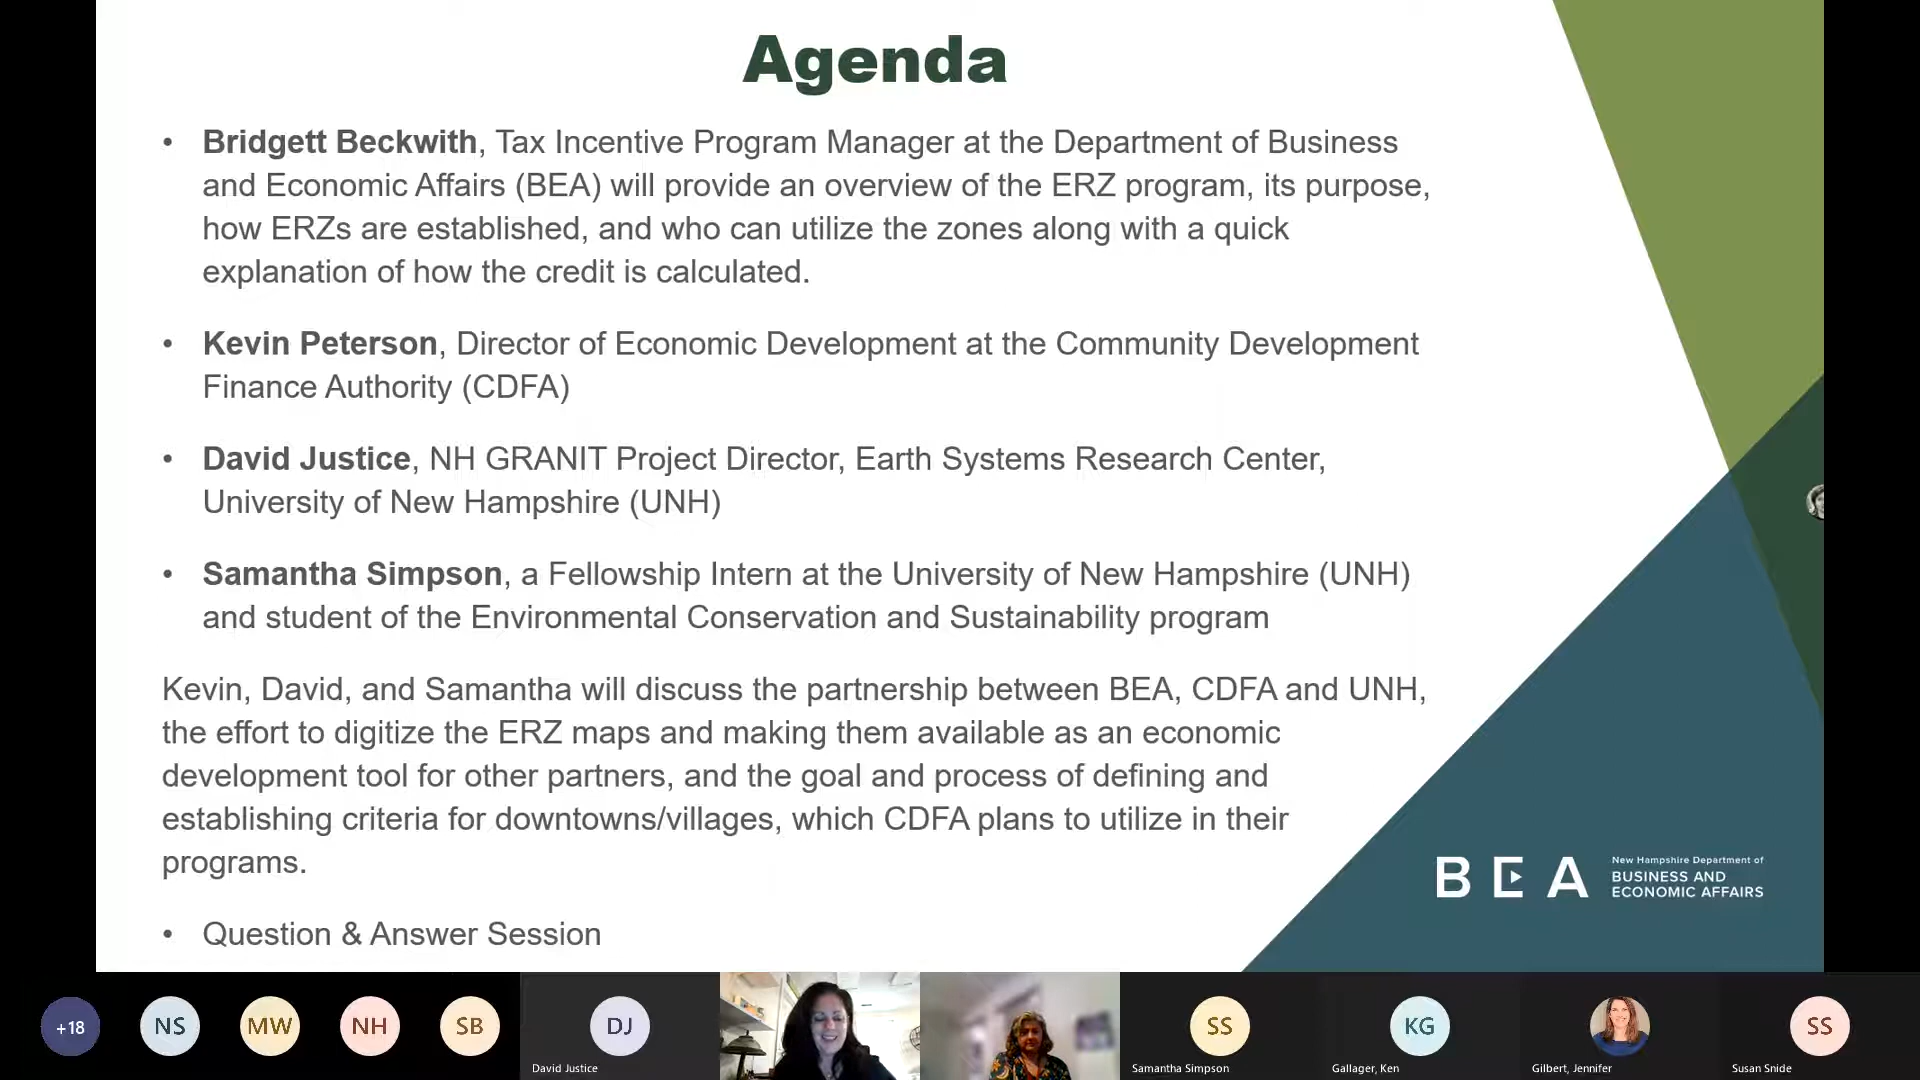 Agenda
• Bridgett Beckwith, Tax Incentive Program Manager at the Department of Business
and Economic Affairs (BEA) will provide an overview of the ERZ program, its purpose,
how ERZs are established, and who can utilize the zones along with a quick
explanation of how the credit is calculated.
• Kevin Peterson, Director of Economic Development at the Community Development
Finance Authority (CDFA)
• David Justice, NH GRANIT Project Director, Earth Systems Research Center,
University of New Hampshire (UNH)
• Samantha Simpson, a Fellowship Intern at the University of New Hampshire (UNH)
and student of the Environmental Conservation and Sustainability program
Kevin, David, and Samantha will discuss the partnership between BEA, CDFA and UNH,
the effort to digitize the ERZ maps and making them available as an economic
development tool for other partners, and the goal and process of defining and
establishing criteria for downtowns/villages, which CDFA plans to utilize in their
programs.
• Question & Answer Session
BEA
New Hampshire Department of
BUSINESS AND
ECONOMIC AFFAIRS
+18
NS
MW
NH
SB
DJ
David Justice
SS
Samantha Simpson
KG
Gallager, Ken
Gilbert, Jennifer
SS
Susan Snide